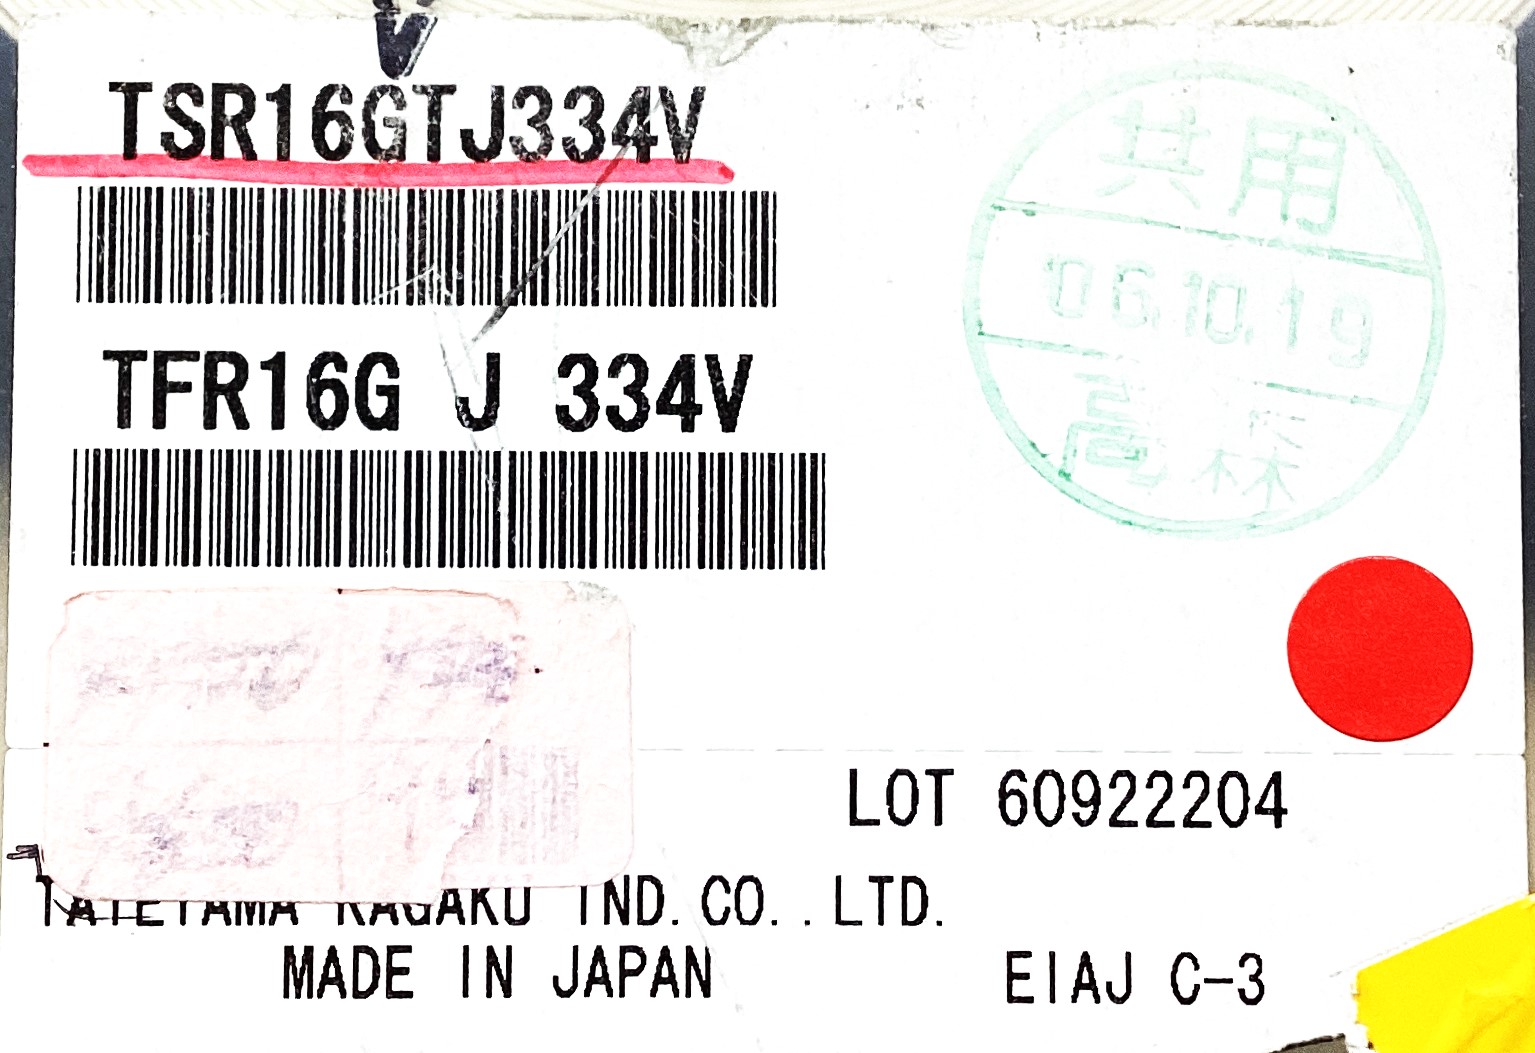 TSR16GTJ334V
共用
06.10.19
高森
TFR16G J 334V
LOT 60922204
TATEYAMA KAGAKU IND.CO.,LTD.
MADE IN JAPAN
EIAJ C-3